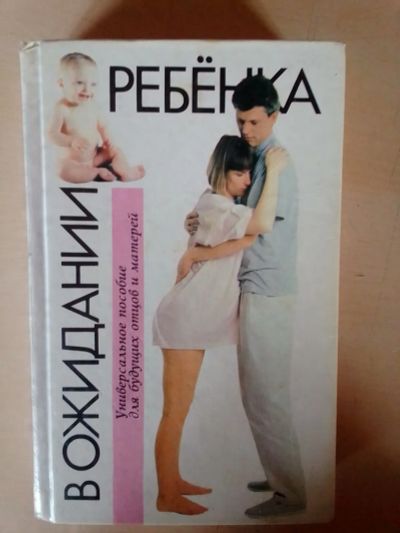 В ОЖИДАНИИ
РЕБЁНКА
Универсальное пособие
для будущих отцов и матерей